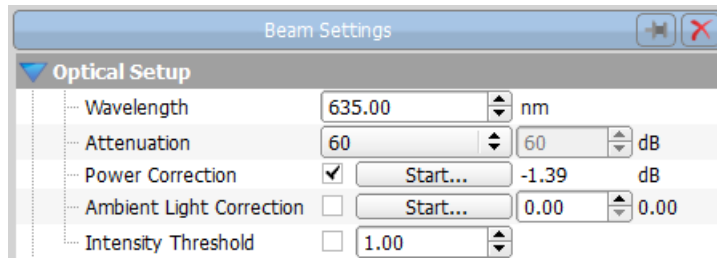 Beam Settings
Optical Setup
Wavelength 635.00 nm
Attenuation 60 60 dB
Power Correction Start... -1.39 dB
Ambient Light Correction Start... 0.00 0.00
Intensity Threshold 1.00